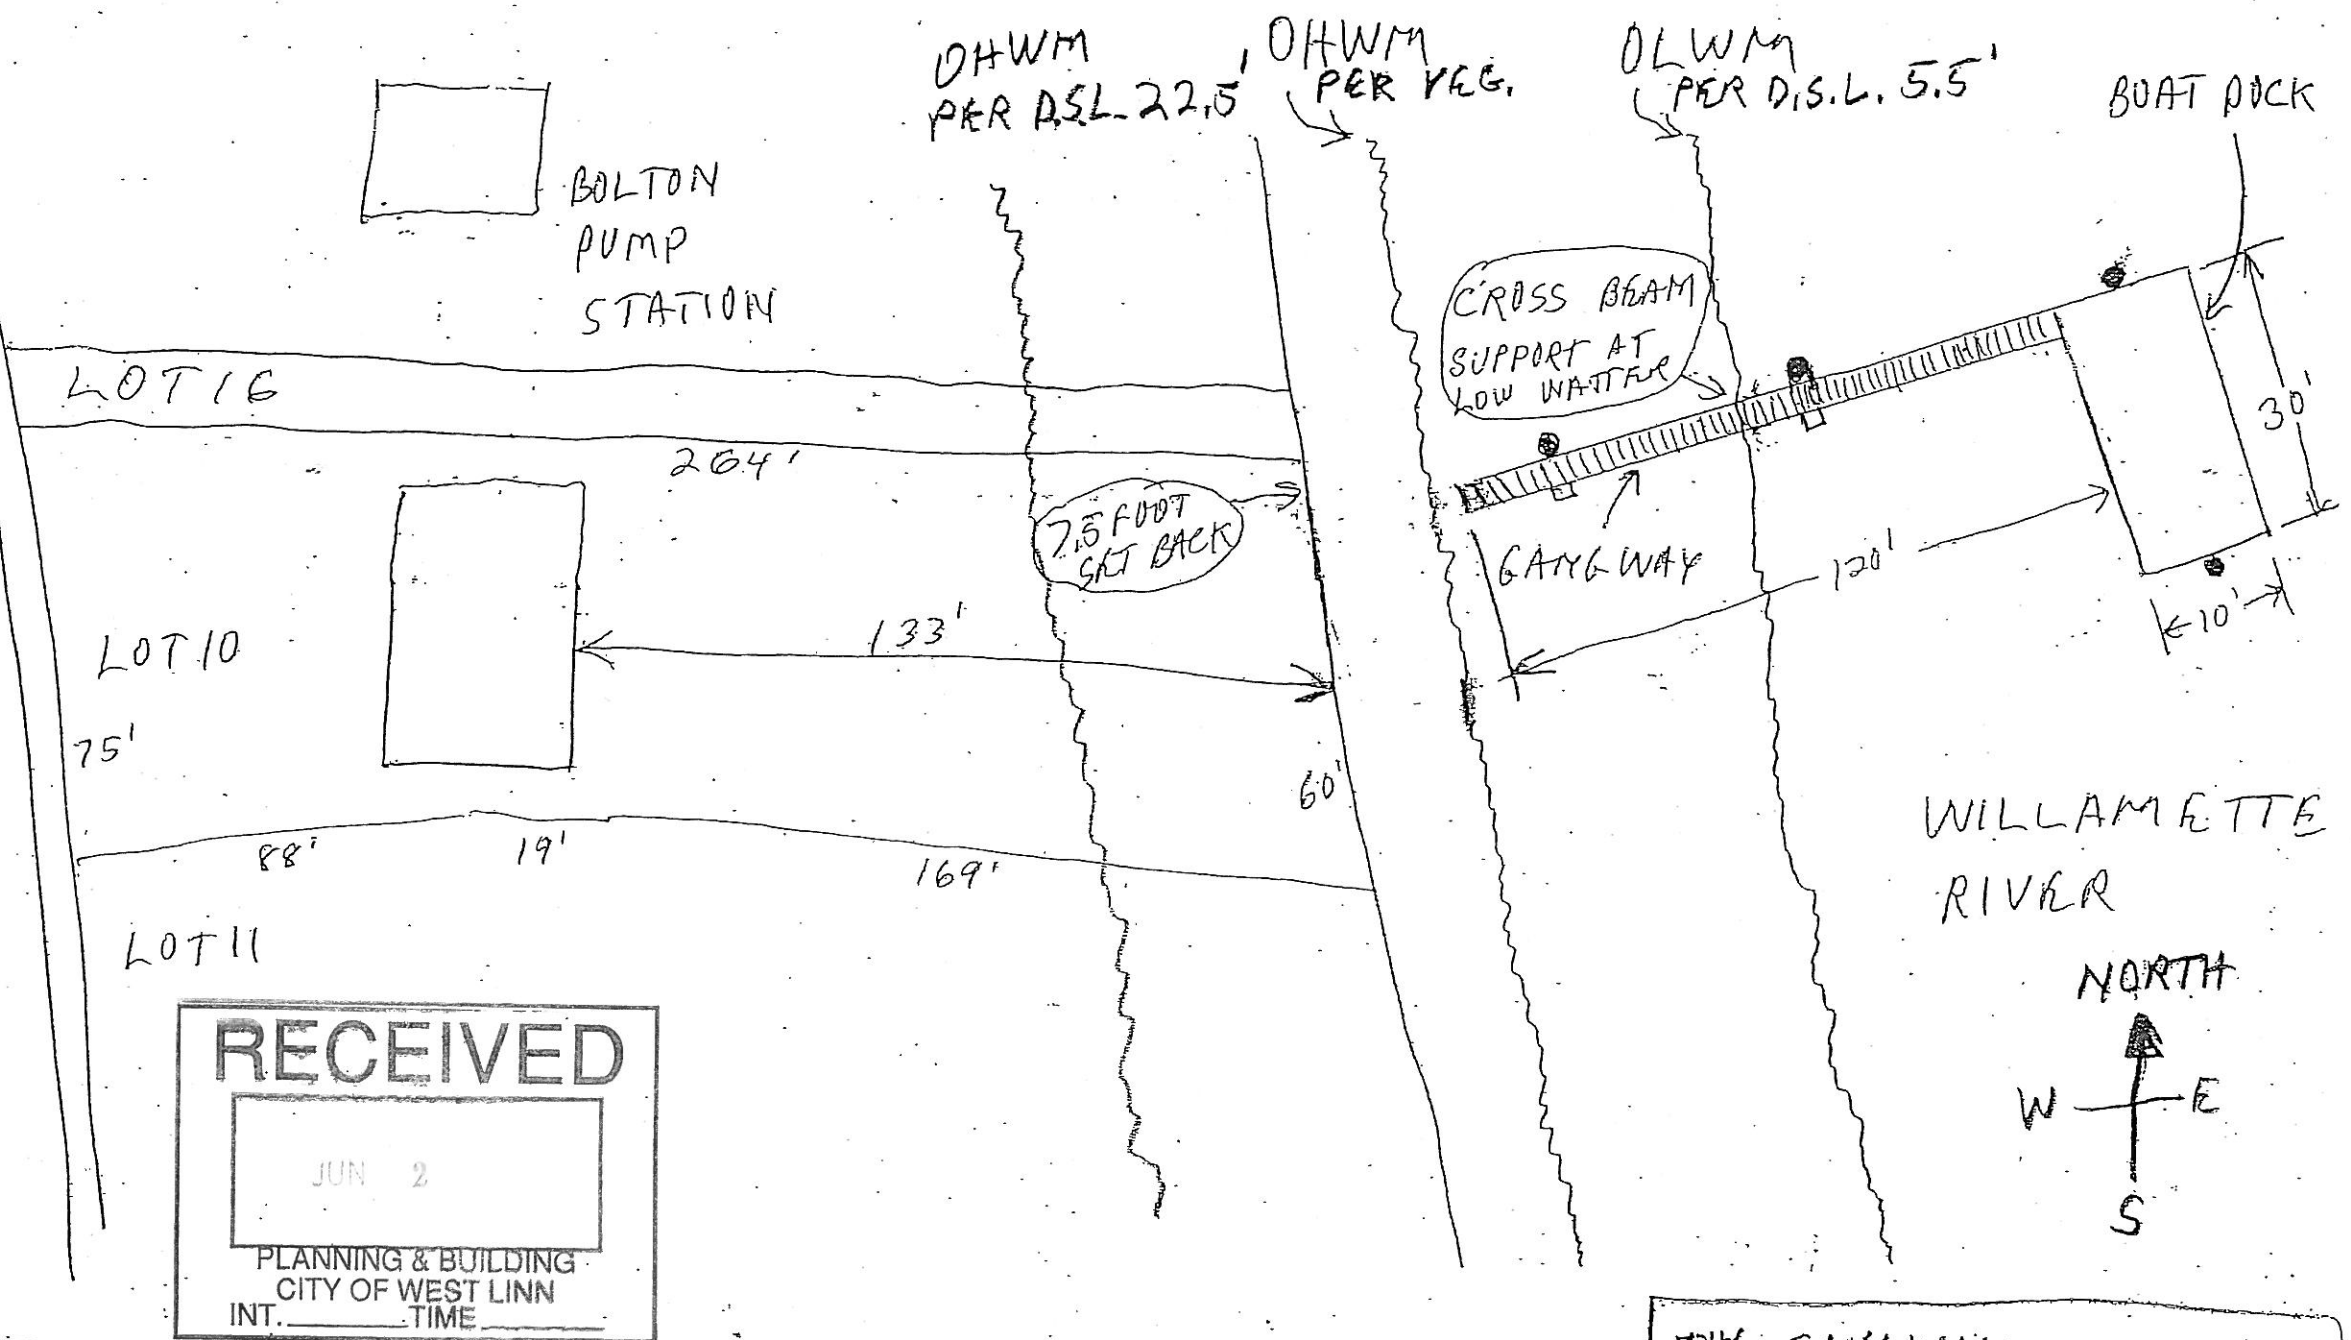 OHWM
PER D.S.L. 22.5'
OHWM
PER VEG.
OLWM
PER D.S.L. 5.5'
BOAT DOCK
BOLTON
PUMP
STATION
CROSS BEAM
SUPPORT AT
LOW WATTER
30'
LOT 16
264'
7.5 FOOT
SET BACK
GANGWAY
120'
10'
LOT 10
133'
75'
60'
88'
19'
169'
WILLAMETTE
RIVER
LOT 11
NORTH
W E
S
RECEIVED
JUN 2
PLANNING & BUILDING
CITY OF WEST LINN
INT. TIME